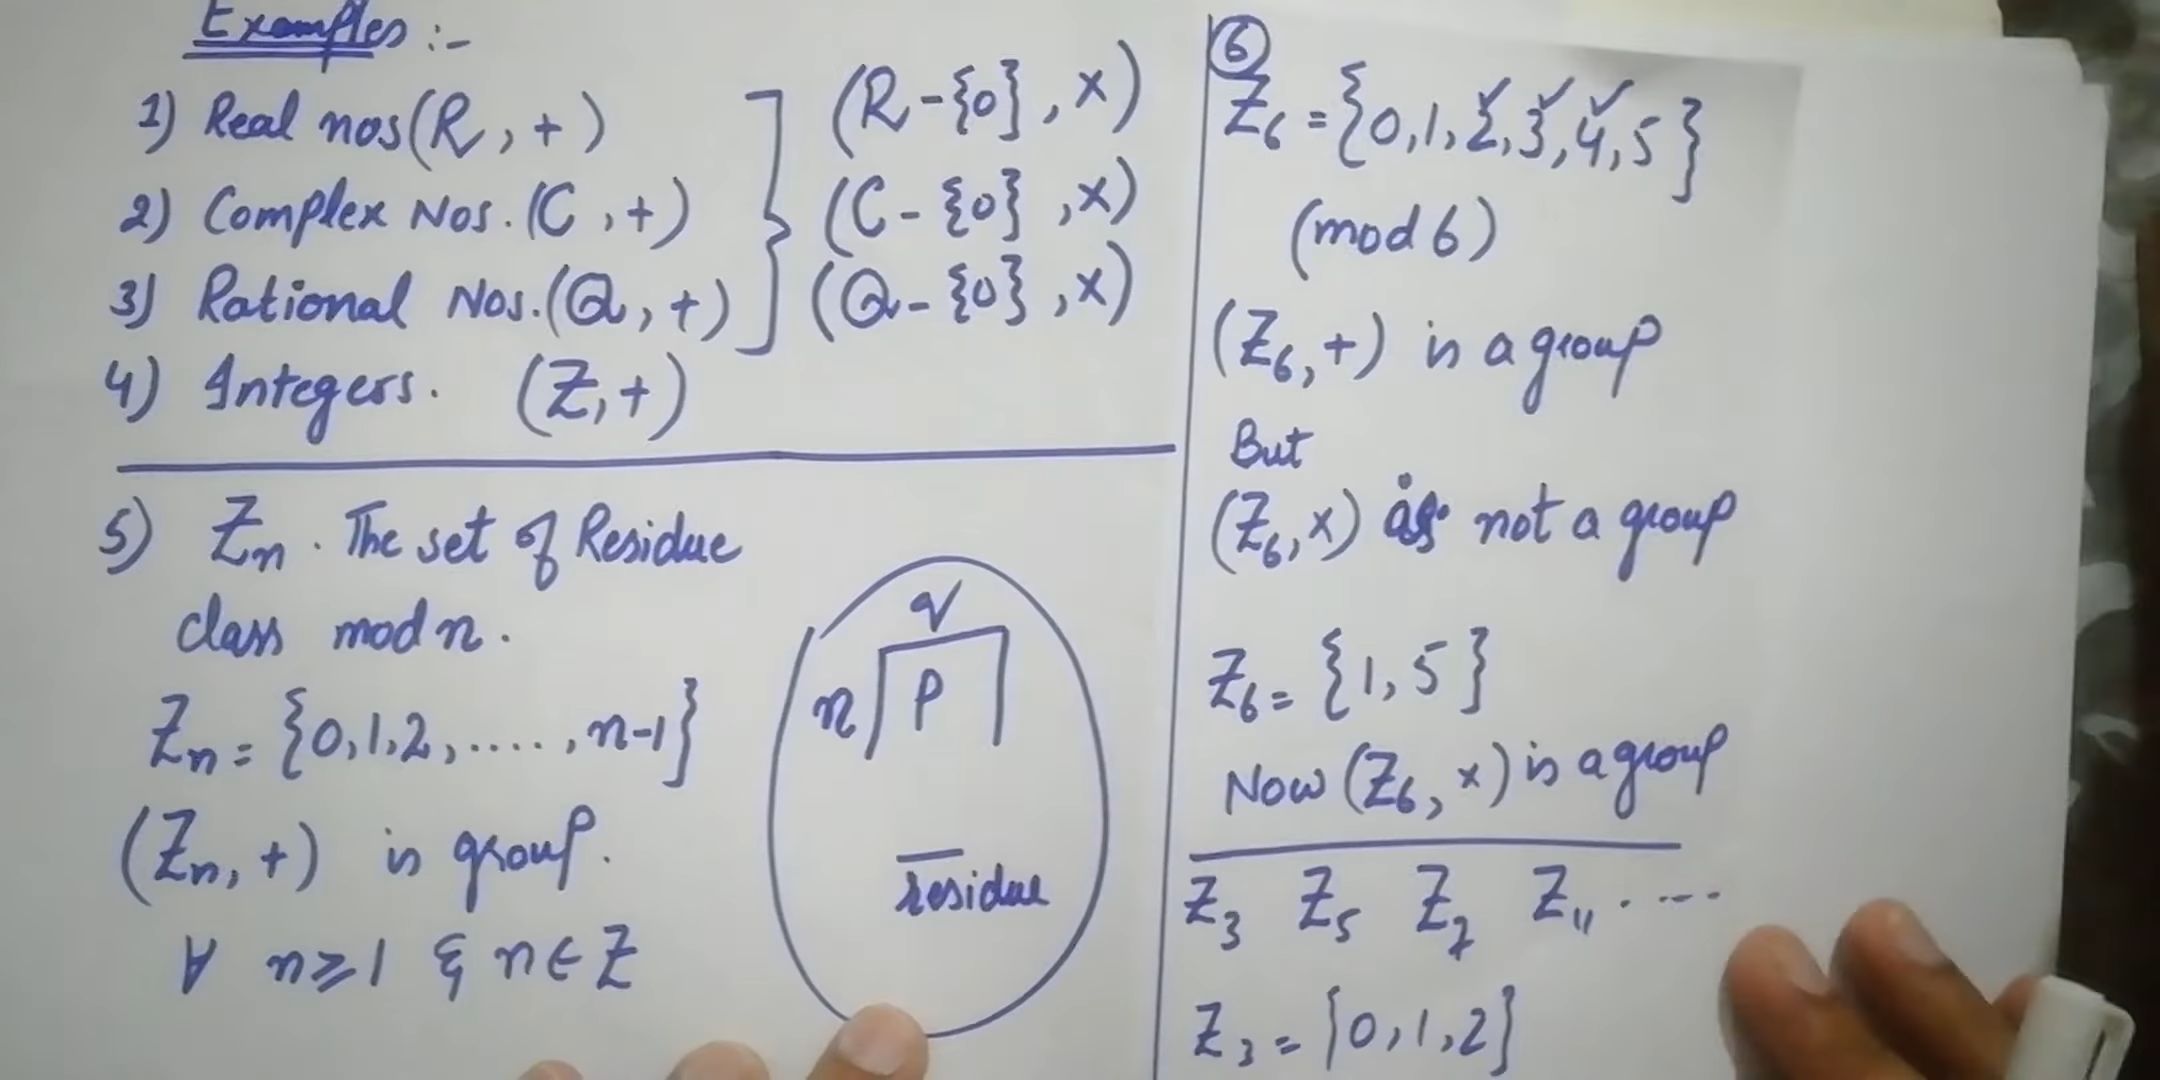 Examples :-
1) Real nos (R, +)
2) Complex Nos. (C, +)
3) Rational Nos. (Q, +)
4) Integers. (Z, +)
(R - {0}, ×)
(C - {0}, ×)
(Q - {0}, ×)
5) Zn. The set of Residue
class mod n.
Zn = {0, 1, 2, ...., n-1}
(Zn, +) is group.
∀ n ≥ 1 & n ∈ Z
q
n P
residue
6
Z6 = {0, 1, 2, 3, 4, 5}
(mod 6)
(Z6, +) is a group
But
(Z6, ×) is not a group
Z6 = {1, 5}
Now (Z6, ×) is a group
Z3 Z5 Z7 Z11 . ---
Z3 = {0, 1, 2}